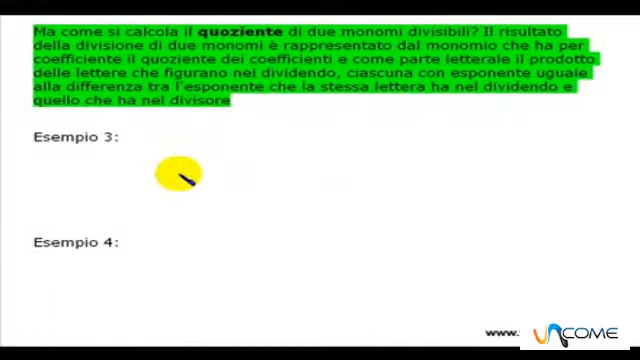 Ma come si calcola il quoziente di due monomi divisibili? Il risultato
della divisione di due monomi è rappresentato dal monomio che ha per
coefficiente il quoziente dei coefficienti e come parte letterale il prodotto
delle lettere che figurano nel dividendo, ciascuna con esponente uguale
alla differenza tra l'esponente che la stessa lettera ha nel dividendo e
quello che ha nel divisore
Esempio 3:
Esempio 4:
www.
COME